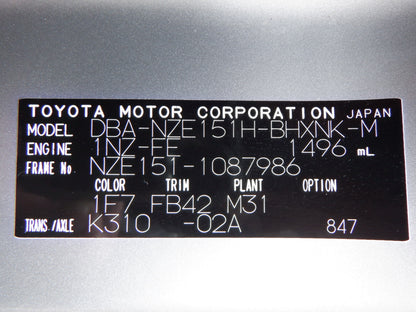 TOYOTA MOTOR CORPORATION JAPAN
MODEL DBA-NZE151H-BHXNK-M
ENGINE 1NZ-FE 1496 mL
FRAME No. NZE151-1087986
COLOR TRIM PLANT OPTION
1F7 FB42 M31
TRANS./AXLE K310 -02A 847